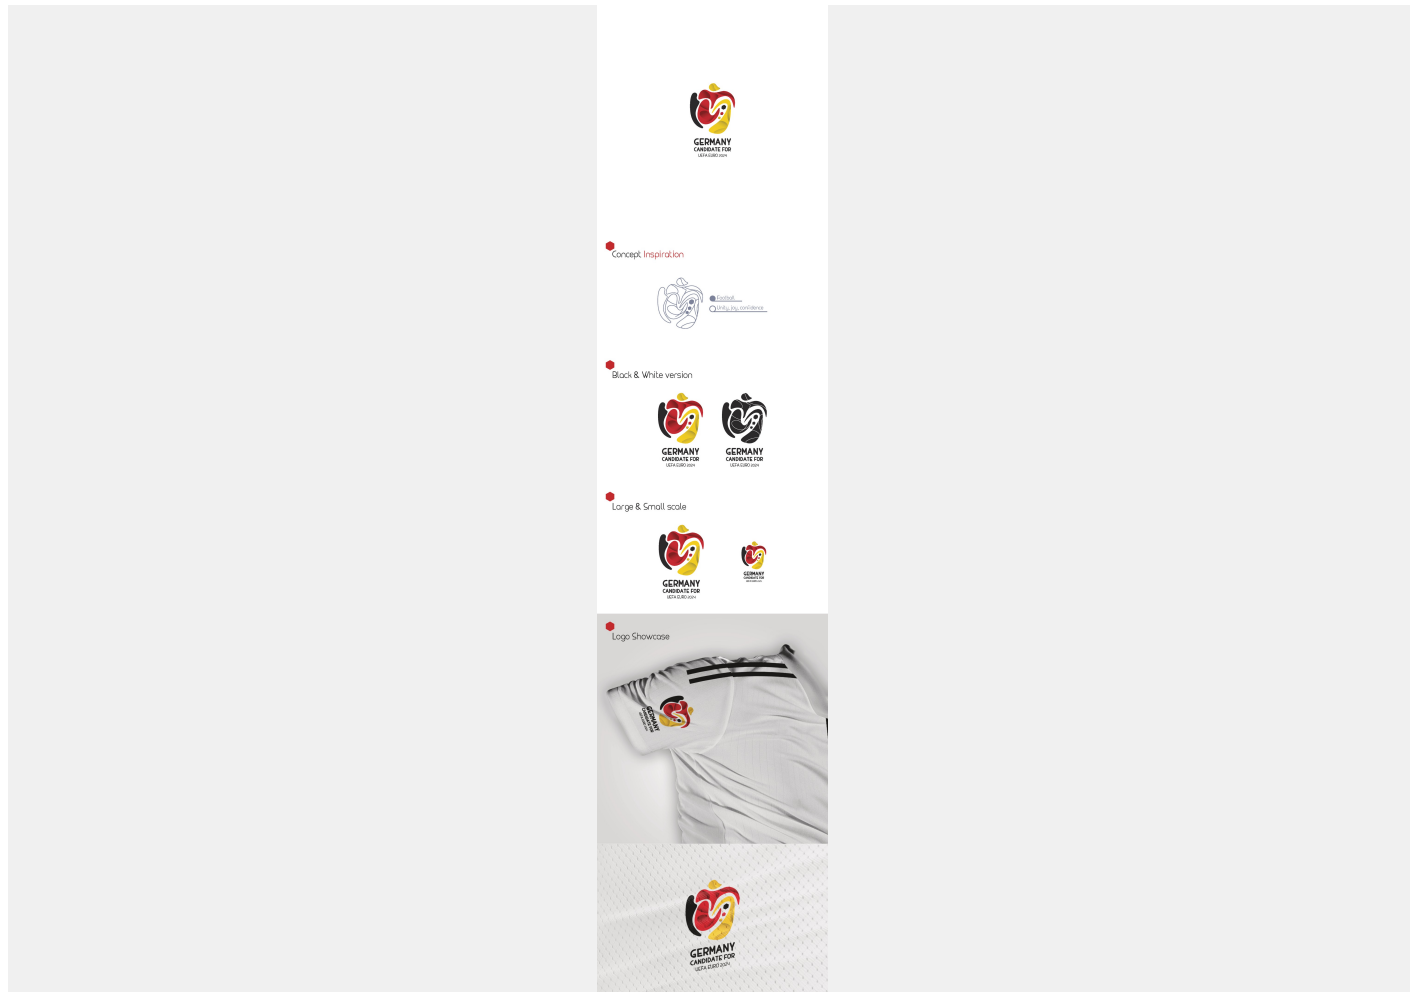 GERMANY
CANDIDATE FOR
UEFA EURO 2024
Concept Inspiration
Football
Unity, joy, confidence
Black & White version
GERMANY
CANDIDATE FOR
UEFA EURO 2024
GERMANY
CANDIDATE FOR
UEFA EURO 2024
Large & Small scale
GERMANY
CANDIDATE FOR
UEFA EURO 2024
GERMANY
CANDIDATE FOR
Logo Showcase
GERMANY
CANDIDATE FOR
GERMANY
CANDIDATE FOR
UEFA EURO 2024